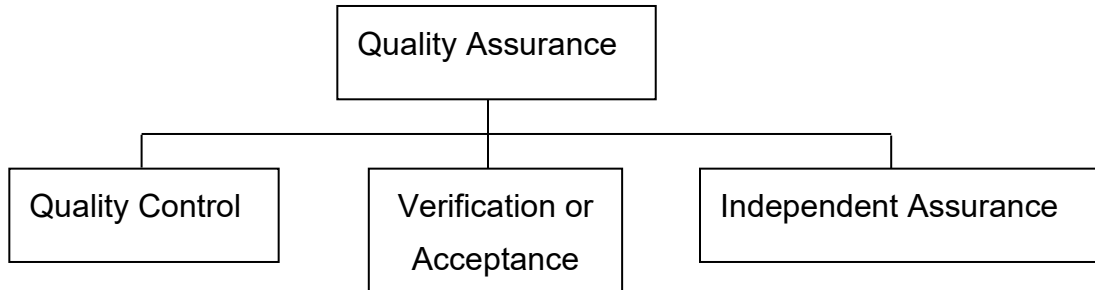 Quality Assurance
Quality Control
Verification or
Acceptance
Independent Assurance